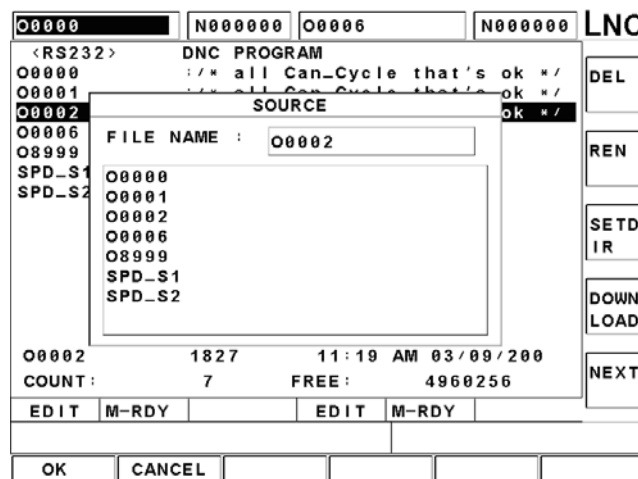 O0000 N000000 O0006 N000000 LNC
<RS232> DNC PROGRAM
O0000 :/* all Can_Cycle that's ok */
O0001
O0002 ok */
O0006
O8999
SPD_S1
SPD_S2
SOURCE
FILE NAME : O0002
O0000
O0001
O0002
O0006
O8999
SPD_S1
SPD_S2
O0002 1827 11:19 AM 03/09/200
COUNT: 7 FREE: 4960256
EDIT M-RDY EDIT M-RDY
OK CANCEL
DEL
REN
SETD
IR
DOWN
LOAD
NEXT